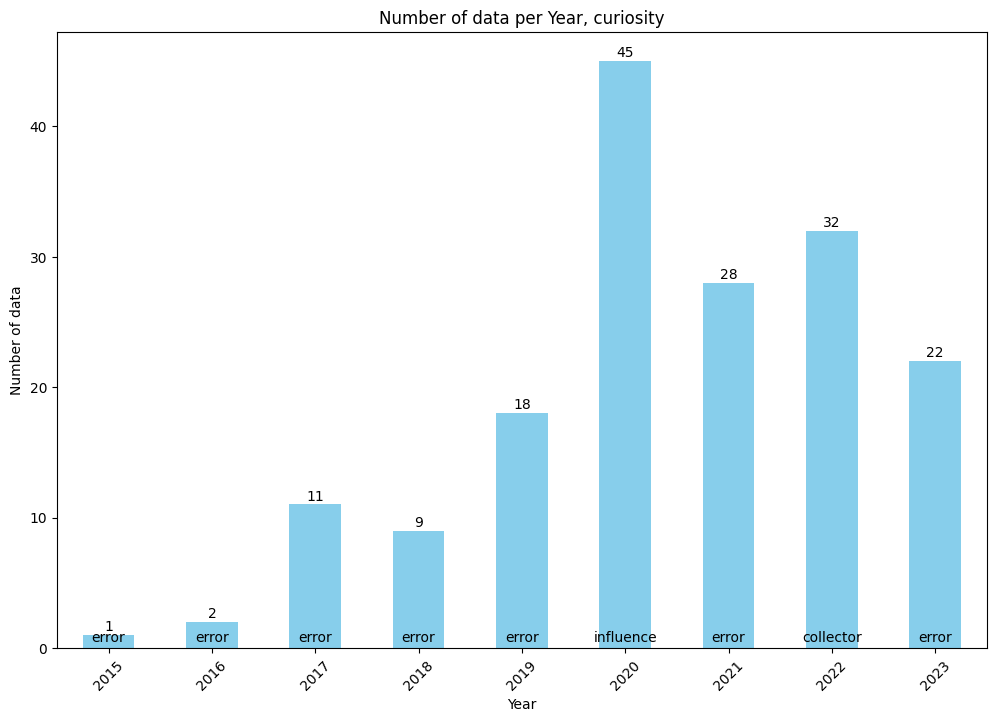 Number of data per Year, curiosity
45
40
32
30
28
22
20
18
11
10
9
2
1
error error error error error influence error collector error
0
2015 2016 2017 2018 2019 2020 2021 2022 2023
Number of data
Year